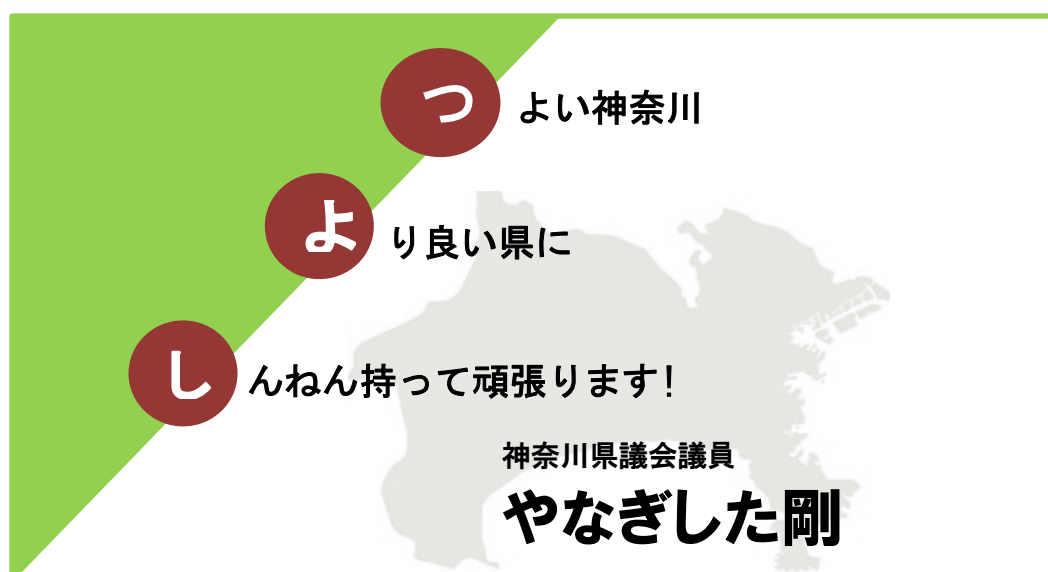 つよい神奈川
より良い県に
しんねん持って頑張ります!
神奈川県議会議員
やなぎした剛